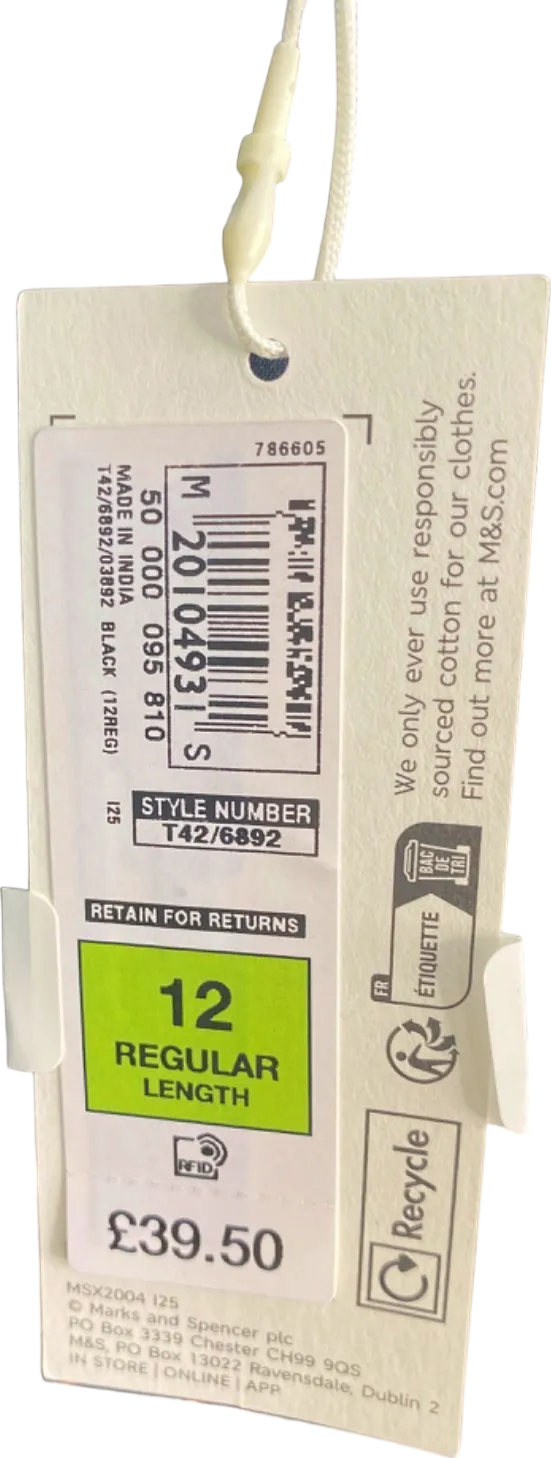 786605
M 20104931 S
50 000 095 810
MADE IN INDIA
T42/6892/03892 BLACK (12REG) I25
STYLE NUMBER
T42/6892
RETAIN FOR RETURNS
12
REGULAR
LENGTH
RFID
£39.50
MSX2004 I25
© Marks and Spencer plc
PO Box 3339 Chester CH99 9QS
M&S, PO Box 13022 Ravensdale, Dublin 2
IN STORE | ONLINE | APP
We only ever use responsibly
sourced cotton for our clothes.
Find out more at M&S.com
FR
ÉTIQUETTE
BAC
DE
TRI
Recycle